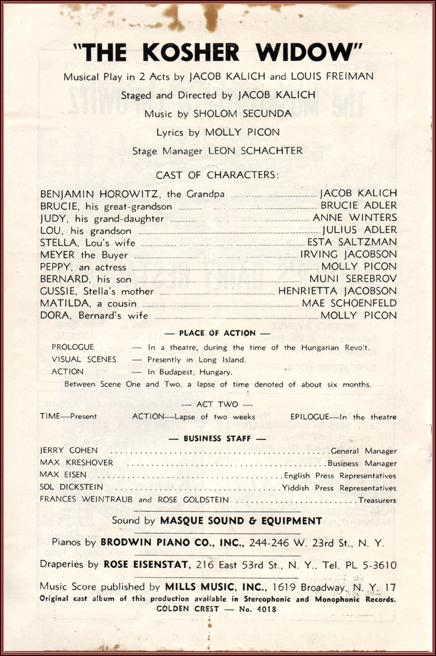 "THE KOSHER WIDOW"
Musical Play in 2 Acts by JACOB KALICH and LOUIS FREIMAN
Staged and Directed by JACOB KALICH
Music by SHOLOM SECUNDA
Lyrics by MOLLY PICON
Stage Manager LEON SCHACHTER
CAST OF CHARACTERS:
BENJAMIN HOROWITZ, the Grandpa JACOB KALICH
BRUCIE, his great-grandson BRUCIE ADLER
JUDY, his grand-daughter ANNE WINTERS
LOU, his grandson JULIUS ADLER
STELLA, Lou's wife ESTA SALTZMAN
MEYER the Buyer IRVING JACOBSON
PEPPY, an actress MOLLY PICON
BERNARD, his son MUNI SEREBROV
GUSSIE, Stella's mother HENRIETTA JACOBSON
MATILDA, a cousin MAE SCHOENFELD
DORA, Bernard's wife MOLLY PICON
— PLACE OF ACTION —
PROLOGUE — In a theatre, during the time of the Hungarian Revolt.
VISUAL SCENES — Presently in Long Island.
ACTION — In Budapest, Hungary.
Between Scene One and Two, a lapse of time denoted of about six months.
— ACT TWO —
TIME—Present ACTION—Lapse of two weeks EPILOGUE—In the theatre
— BUSINESS STAFF —
JERRY COHEN General Manager
MAX KRESHOVER Business Manager
MAX EISEN English Press Representatives
SOL DICKSTEIN Yiddish Press Representatives
FRANCES WEINTRAUB and ROSE GOLDSTEIN Treasurers
Sound by MASQUE SOUND & EQUIPMENT
Pianos by BRODWIN PIANO CO., INC., 244-246 W. 23rd St., N. Y.
Draperies by ROSE EISENSTAT, 216 East 53rd St., N. Y., Tel. PL 5-3610
Music Score published by MILLS MUSIC, INC., 1619 Broadway, N. Y. 17
Original cast album of this production available in Stereophonic and Monophonic Records.
GOLDEN CREST — No. 4018